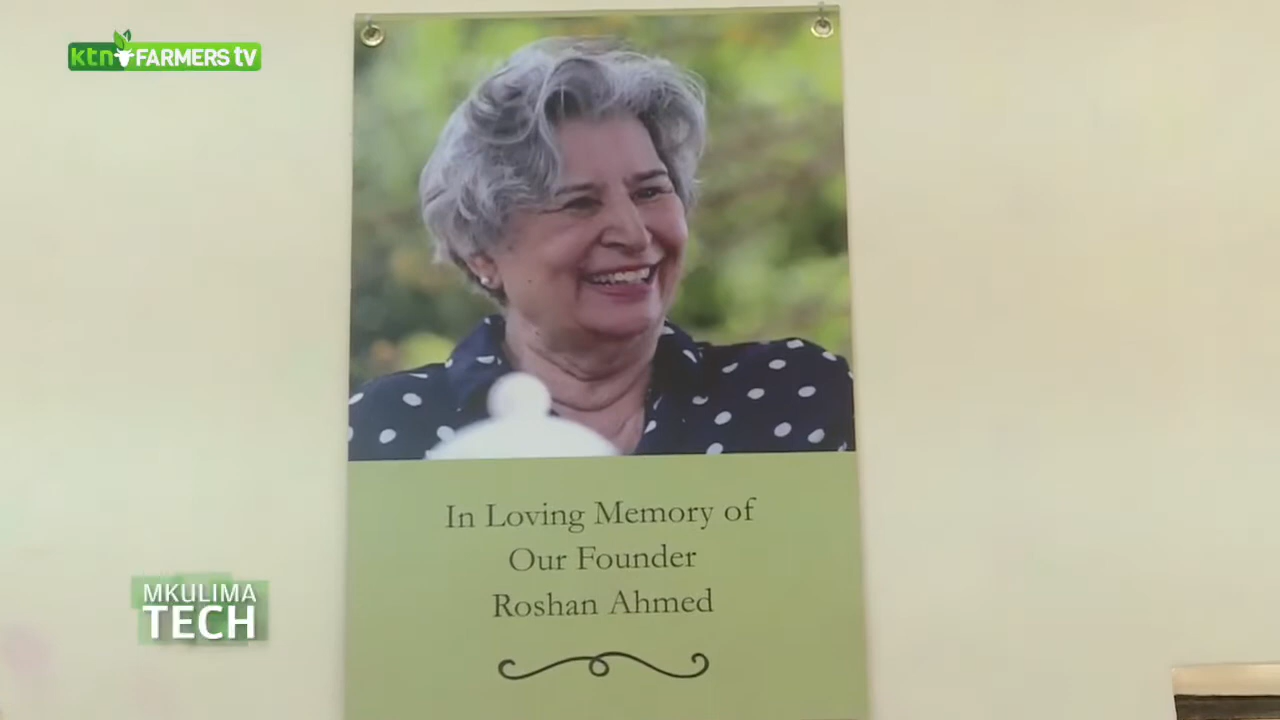 ktn FARMERS tv
In Loving Memory of
Our Founder
Roshan Ahmed
MKULIMA
TECH